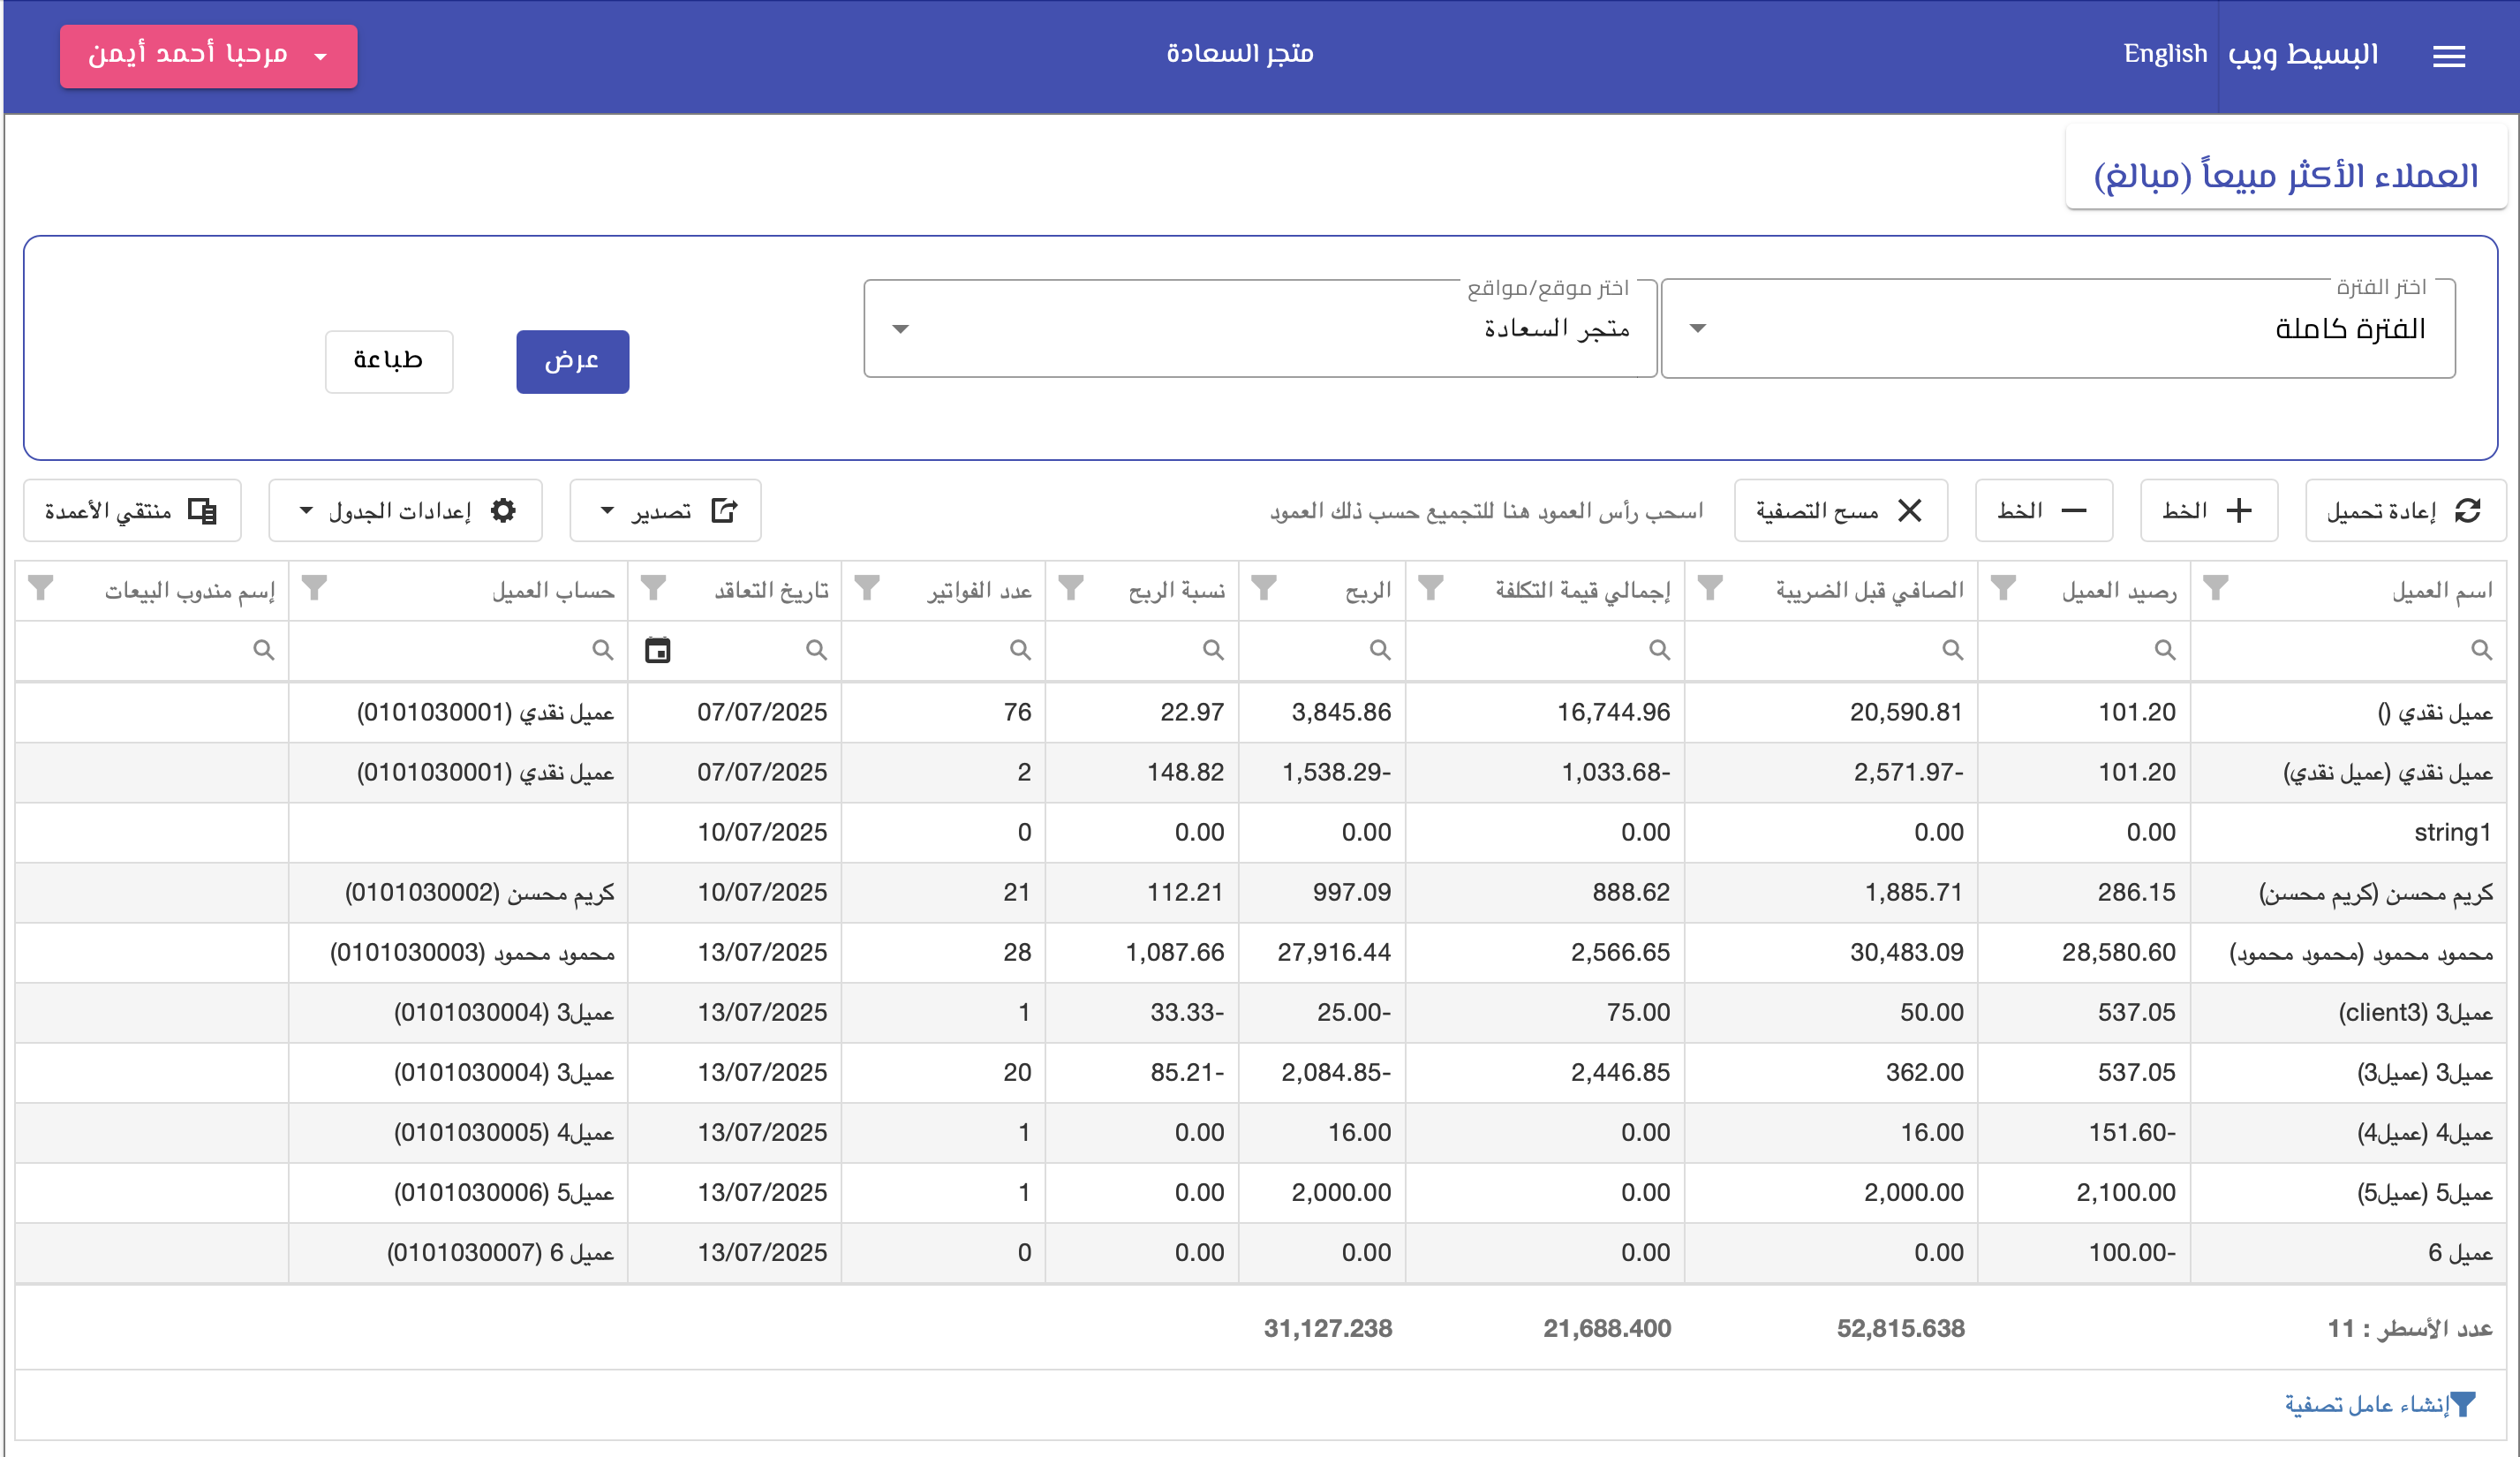 البسيط ويب English متجر السعادة مرحبا أحمد أيمن
العملاء الأكثر مبيعاً (مبالغ)
اختر الفترة اختر موقع/مواقع
الفترة كاملة متجر السعادة
عرض طباعة
إعادة تحميل الخط الخط مسح التصفية اسحب رأس العمود هنا للتجميع حسب ذلك العمود تصدير إعدادات الجدول منتقي الأعمدة
اسم العميل رصيد العميل الصافي قبل الضريبة إجمالي قيمة التكلفة الربح نسبة الربح عدد الفواتير تاريخ التعاقد حساب العميل إسم مندوب البيعات
عميل نقدي () 101.20 20,590.81 16,744.96 3,845.86 22.97 76 07/07/2025 عميل نقدي (0101030001)
عميل نقدي (عميل نقدي) 101.20 2,571.97- 1,033.68- 1,538.29- 148.82 2 07/07/2025 عميل نقدي (0101030001)
string1 0.00 0.00 0.00 0.00 0.00 0 10/07/2025
كريم محسن (كريم محسن) 286.15 1,885.71 888.62 997.09 112.21 21 10/07/2025 كريم محسن (0101030002)
محمود محمود (محمود محمود) 28,580.60 30,483.09 2,566.65 27,916.44 1,087.66 28 13/07/2025 محمود محمود (0101030003)
عميل3 (client3) 537.05 50.00 75.00 25.00- 33.33- 1 13/07/2025 عميل3 (0101030004)
عميل3 (عميل3) 537.05 362.00 2,446.85 2,084.85- 85.21- 20 13/07/2025 عميل3 (0101030004)
عميل4 (عميل4) 151.60- 16.00 0.00 16.00 0.00 1 13/07/2025 عميل4 (0101030005)
عميل5 (عميل5) 2,100.00 2,000.00 0.00 2,000.00 0.00 1 13/07/2025 عميل5 (0101030006)
عميل 6 100.00- 0.00 0.00 0.00 0.00 0 13/07/2025 عميل 6 (0101030007)
عدد الأسطر : 11 52,815.638 21,688.400 31,127.238
إنشاء عامل تصفية